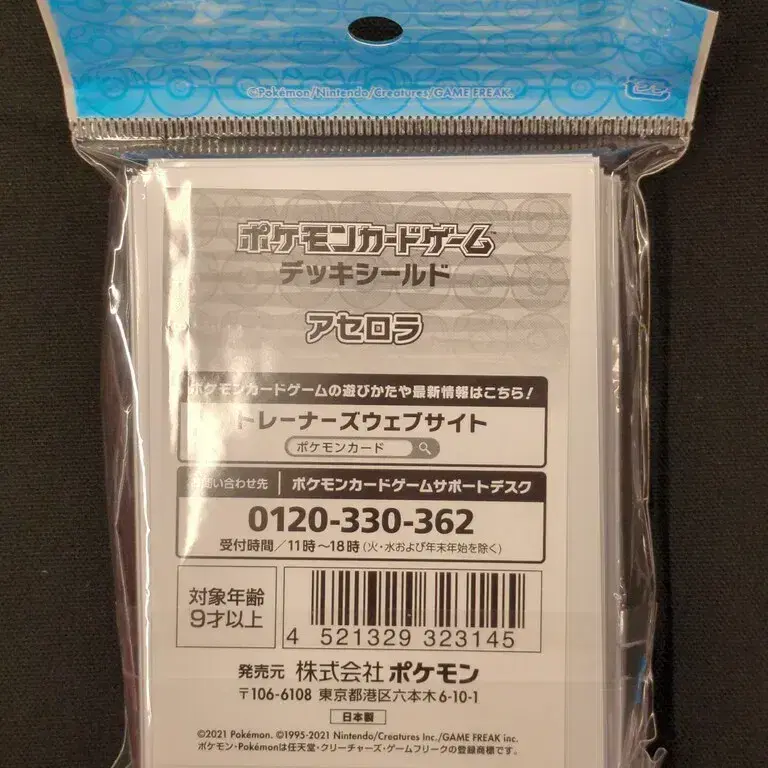 ©Pokémon/Nintendo/Creatures/GAME FREAK.
プラ
ポケモンカードゲーム
デッキシールド
アセロラ
ポケモンカードゲームの遊びかたや最新情報はこちら!
トレーナーズウェブサイト
ポケモンカード
お問い合わせ先 ポケモンカードゲームサポートデスク
0120-330-362
受付時間/11時~18時(火・水および年末年始を除く)
対象年齢
9才以上
4 521329 323145
発売元 株式会社 ポケモン
〒106-6108 東京都港区六本木6-10-1
日本製
©2021 Pokémon. ©1995-2021 Nintendo/Creatures Inc./GAME FREAK inc.
ポケモン・Pokémonは任天堂・クリーチャーズ・ゲームフリークの登録商標です。